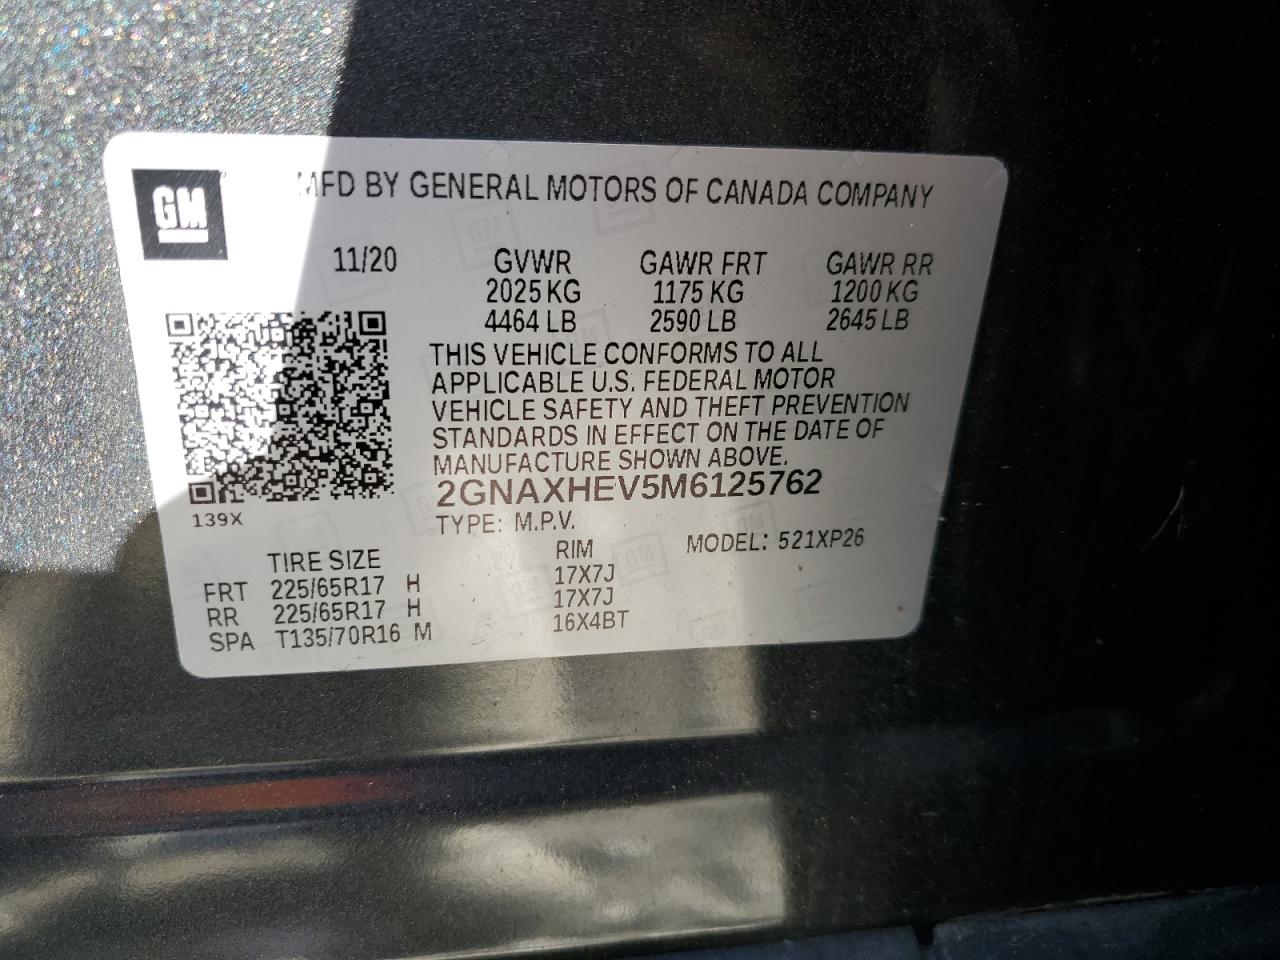 GM
MFD BY GENERAL MOTORS OF CANADA COMPANY
11/20 GVWR GAWR FRT GAWR RR
2025 KG 1175 KG 1200 KG
4464 LB 2590 LB 2645 LB
THIS VEHICLE CONFORMS TO ALL
APPLICABLE U.S. FEDERAL MOTOR
VEHICLE SAFETY AND THEFT PREVENTION
STANDARDS IN EFFECT ON THE DATE OF
MANUFACTURE SHOWN ABOVE.
2GNAXHEV5M6125762
139X
TYPE: M.P.V.
TIRE SIZE RIM MODEL: 521XP26
FRT 225/65R17 H 17X7J
RR 225/65R17 H 17X7J
SPA T135/70R16 M 16X4BT